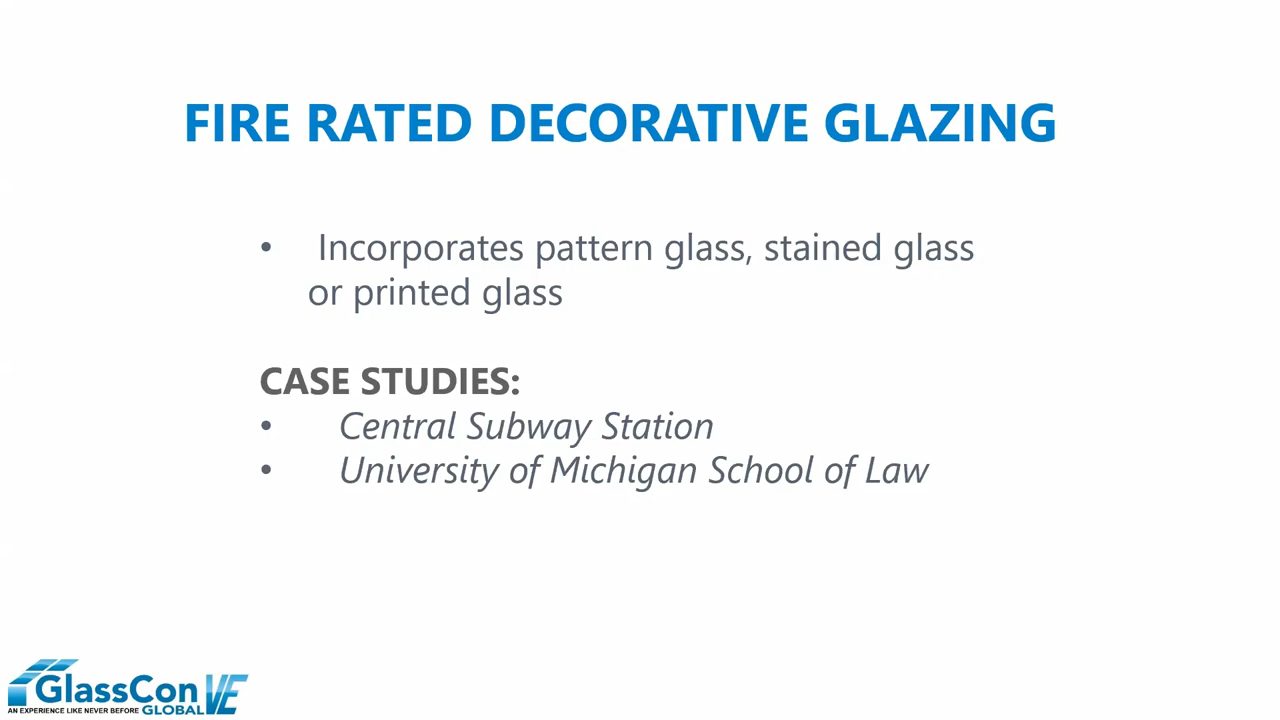 FIRE RATED DECORATIVE GLAZING
• Incorporates pattern glass, stained glass
or printed glass
CASE STUDIES:
• Central Subway Station
• University of Michigan School of Law
GlassCon VE
AN EXPERIENCE LIKE NEVER BEFORE GLOBAL